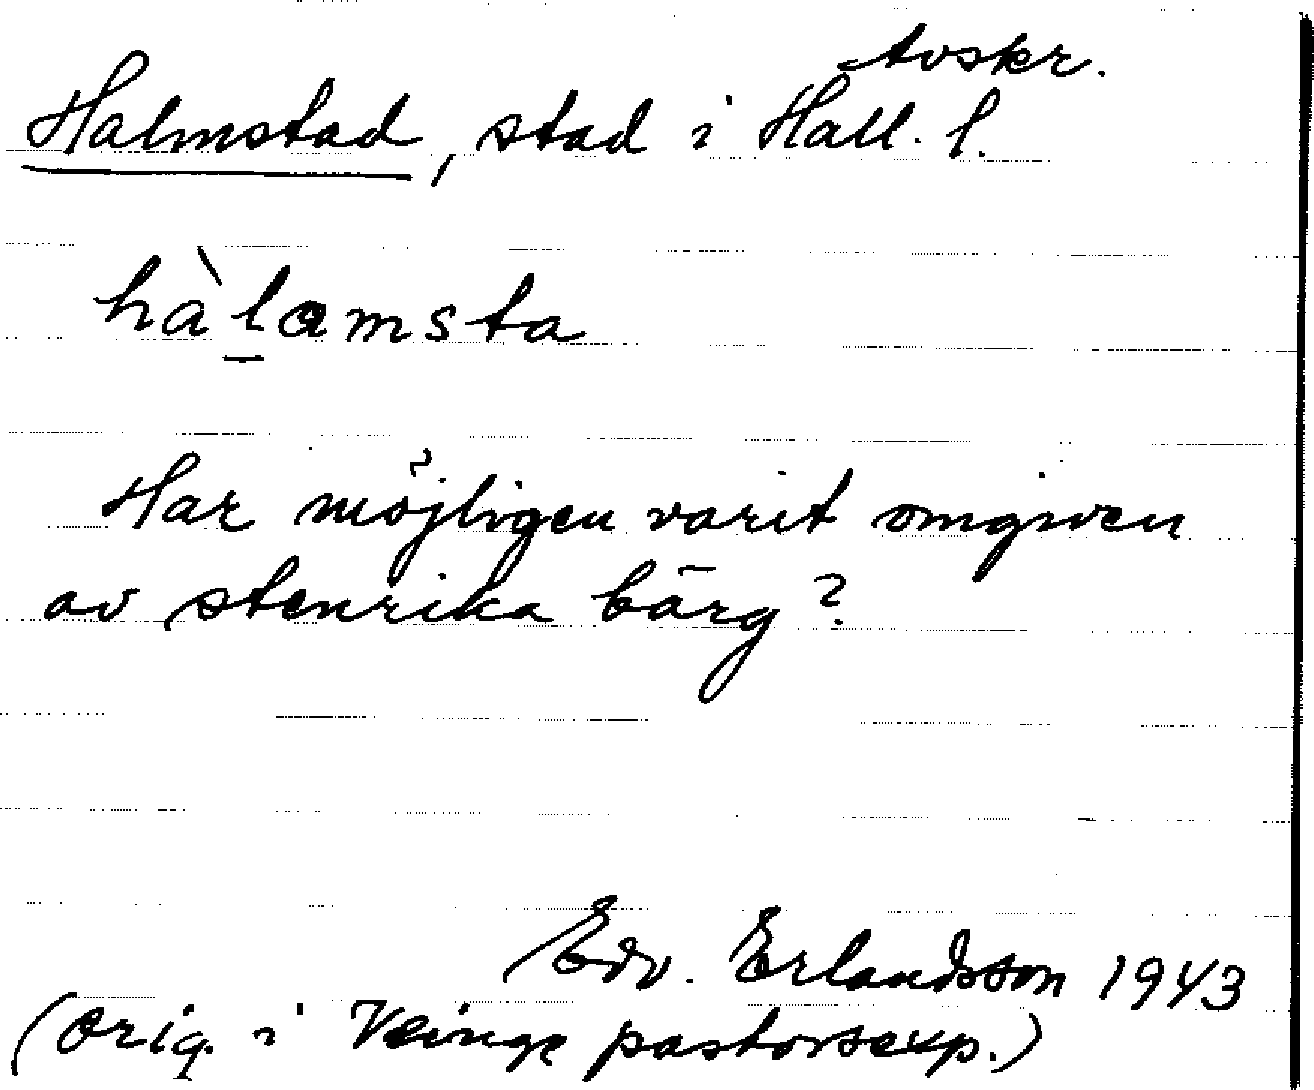 Avskr.
Halmstad, stad i Hall. l.
hàlamsta
Har möjligen varit omgiven
av stenrika bärg?
Edv. Erlandsson 1943
(Orig. i Veinge pastorsexp.)